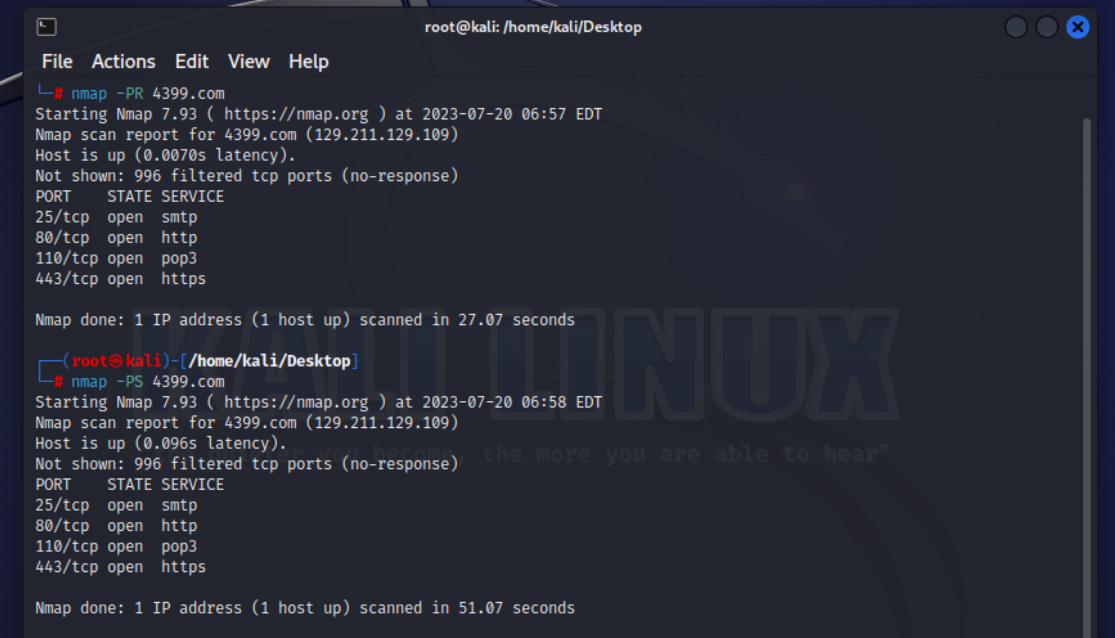 root@kali: /home/kali/Desktop
File Actions Edit View Help
└─# nmap -PR 4399.com
Starting Nmap 7.93 ( https://nmap.org ) at 2023-07-20 06:57 EDT
Nmap scan report for 4399.com (129.211.129.109)
Host is up (0.0070s latency).
Not shown: 996 filtered tcp ports (no-response)
PORT    STATE SERVICE
25/tcp  open  smtp
80/tcp  open  http
110/tcp open  pop3
443/tcp open  https
Nmap done: 1 IP address (1 host up) scanned in 27.07 seconds
KALI LINUX
┌──(root㉿kali)-[/home/kali/Desktop]
└─# nmap -PS 4399.com
Starting Nmap 7.93 ( https://nmap.org ) at 2023-07-20 06:58 EDT
Nmap scan report for 4399.com (129.211.129.109)
Host is up (0.096s latency).
you become, the more you are able to hear"
Not shown: 996 filtered tcp ports (no-response)
PORT    STATE SERVICE
25/tcp  open  smtp
80/tcp  open  http
110/tcp open  pop3
443/tcp open  https
Nmap done: 1 IP address (1 host up) scanned in 51.07 seconds